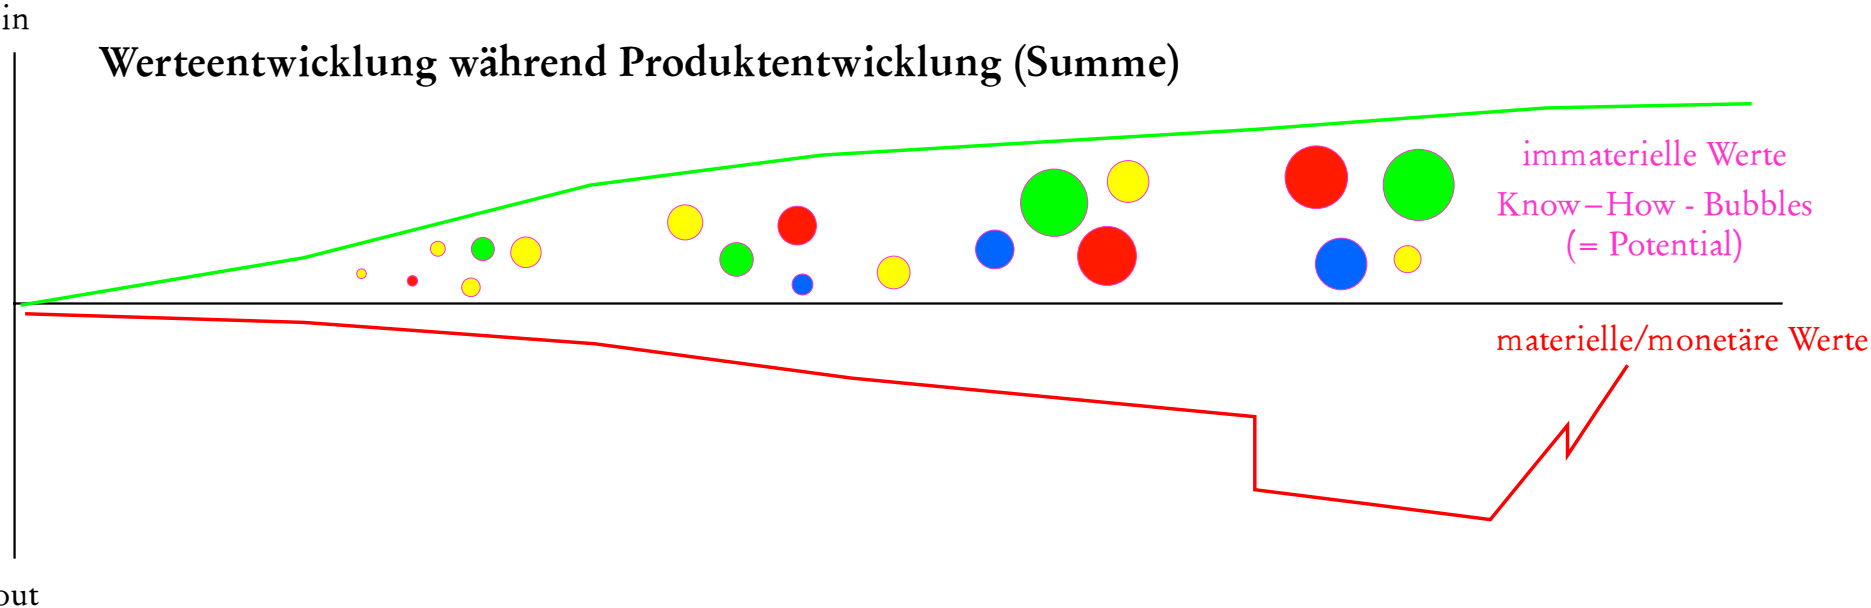 in
Werteentwicklung während Produktentwicklung (Summe)
immaterielle Werte
Know–How - Bubbles
(= Potential)
materielle/monetäre Werte
out